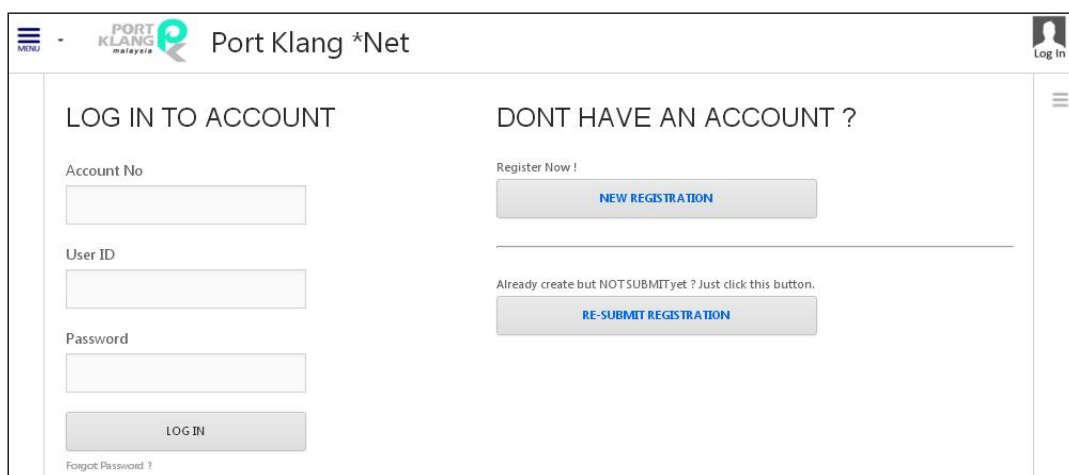 MENU
PORT
KLANG
malaysia
Port Klang *Net
Log In
LOG IN TO ACCOUNT
Account No
User ID
Password
LOG IN
Forgot Password ?
DONT HAVE AN ACCOUNT ?
Register Now !
NEW REGISTRATION
Already create but NOT SUBMIT yet ? Just click this button.
RE-SUBMIT REGISTRATION